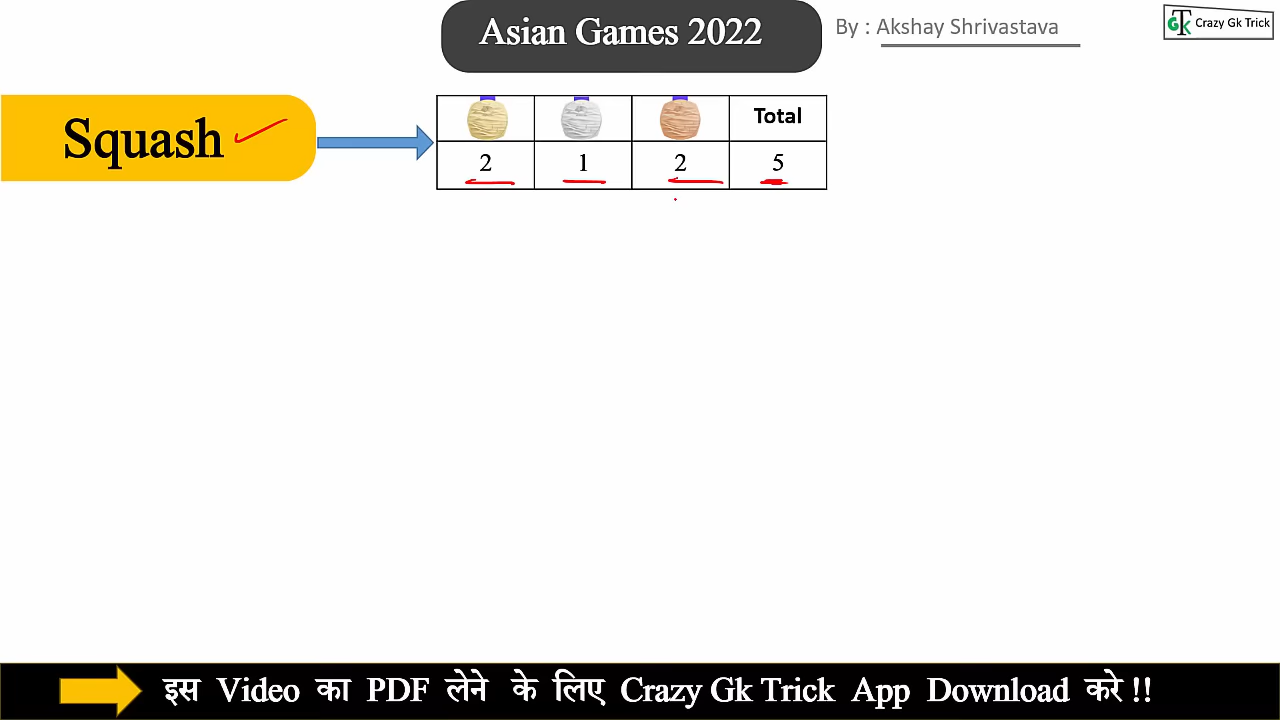 Asian Games 2022
By : Akshay Shrivastava
GTK Crazy Gk Trick
Squash
Total
2 1 2 5
इस Video का PDF लेने के लिए Crazy Gk Trick App Download करे !!